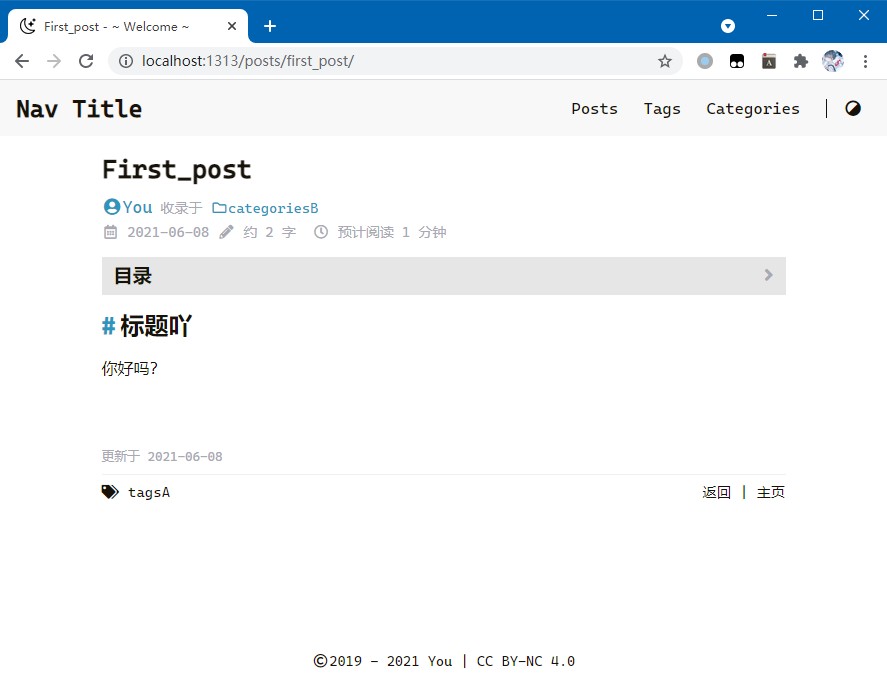 First_post - ~ Welcome ~
localhost:1313/posts/first_post/
Nav Title Posts Tags Categories
First_post
You 收录于 categoriesB
2021-06-08 约 2 字 预计阅读 1 分钟
目录
# 标题吖
你好吗?
更新于 2021-06-08
tagsA 返回 | 主页
©2019 - 2021 You | CC BY-NC 4.0